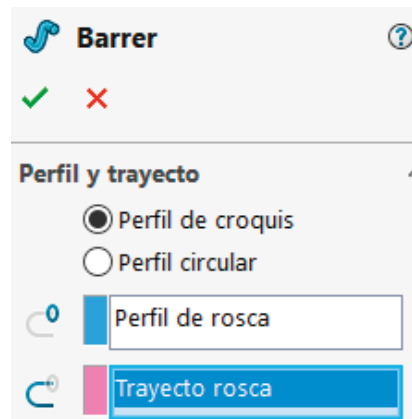 Barrer
Perfil y trayecto
Perfil de croquis
Perfil circular
Perfil de rosca
Trayecto rosca